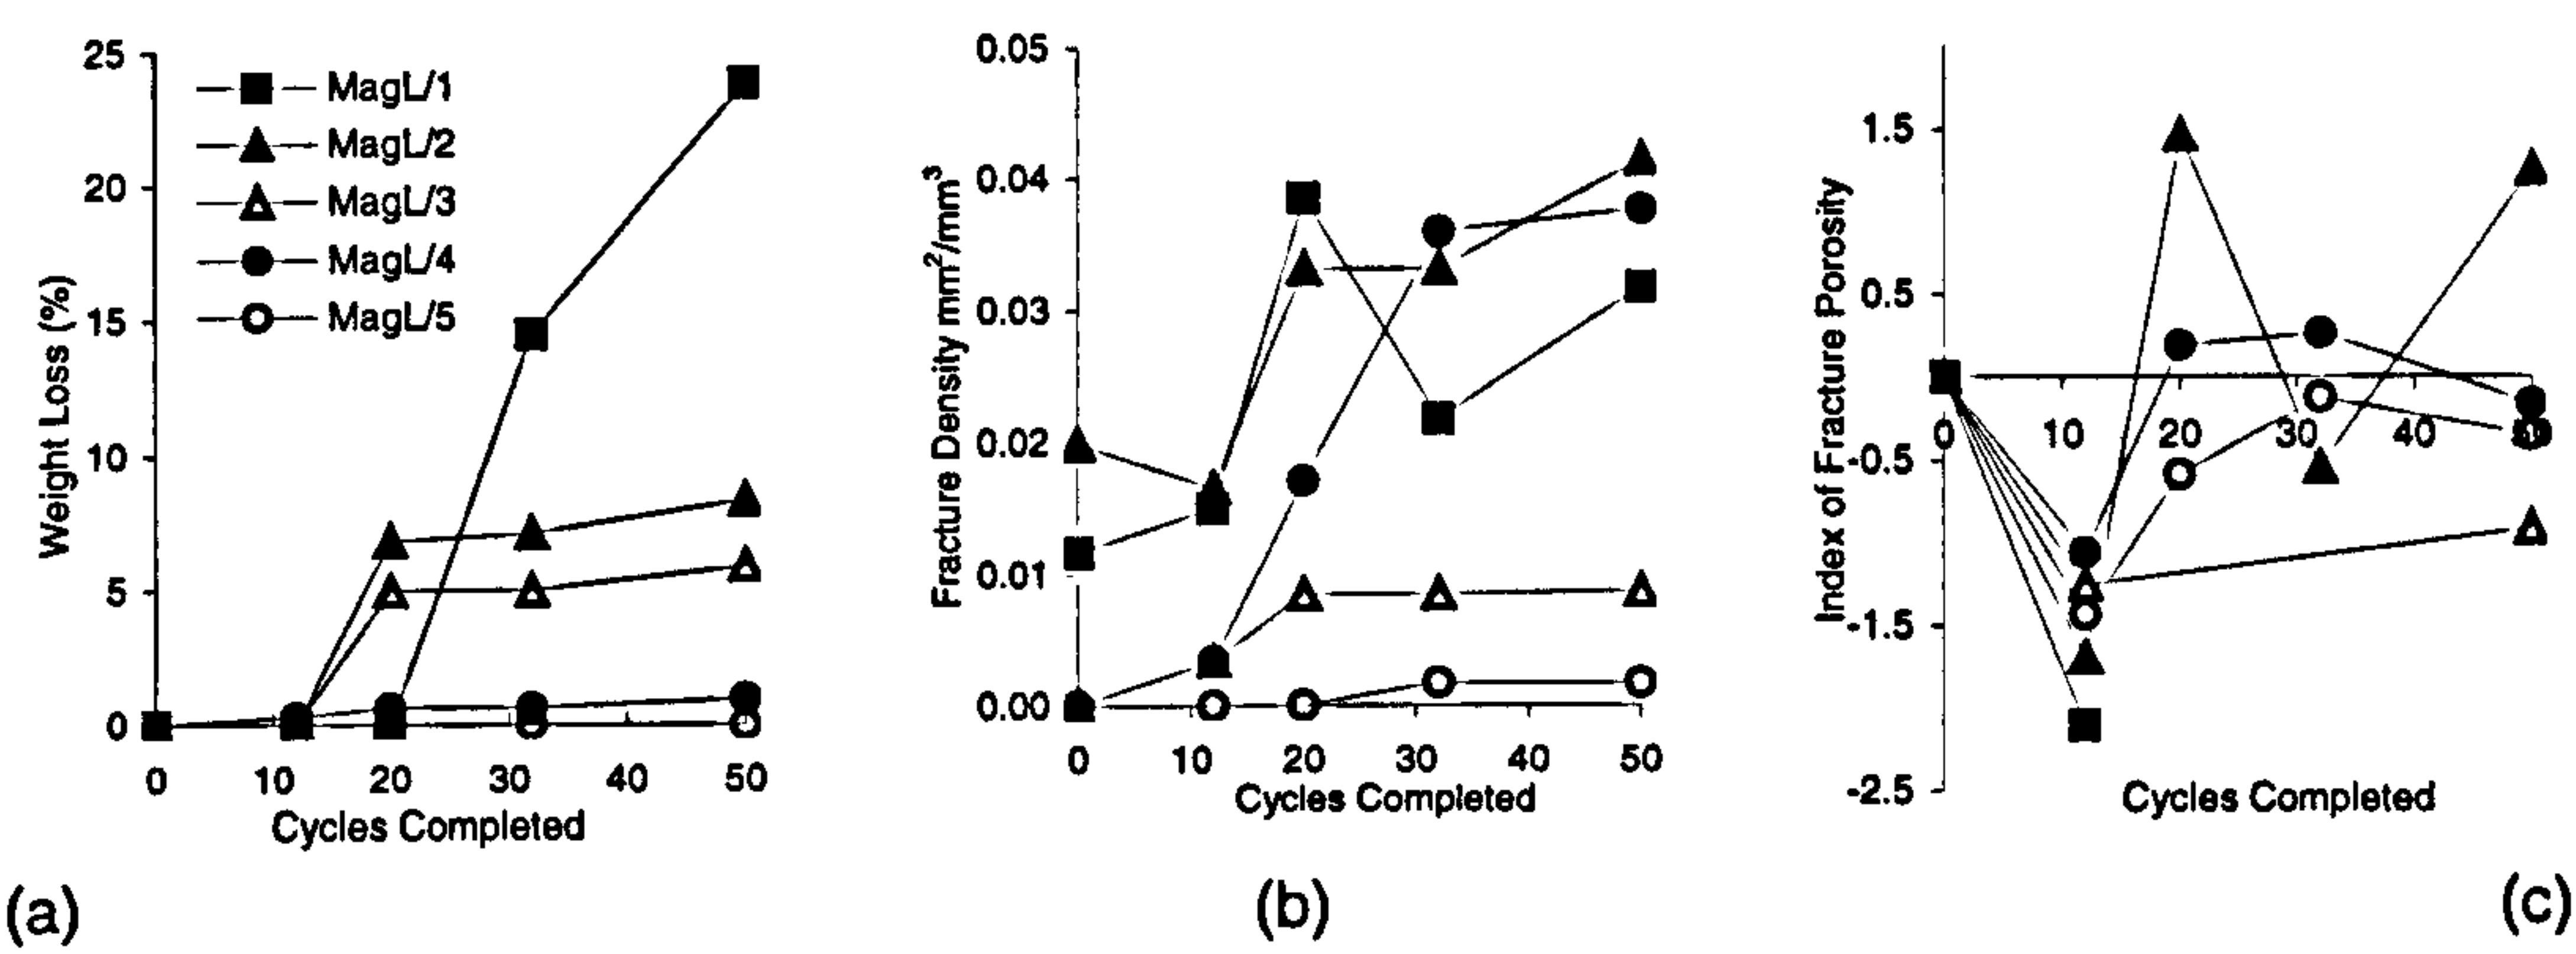 25
20
15
10
5
0
Weight Loss (%)
MagL/1
MagL/2
MagL/3
MagL/4
MagL/5
0 10 20 30 40 50
Cycles Completed
(a)
0.05
0.04
0.03
0.02
0.01
0.00
Fracture Density mm²/mm³
0 10 20 30 40 50
Cycles Completed
(b)
1.5
0.5
-0.5
-1.5
-2.5
Index of Fracture Porosity
0 10 20 30 40
Cycles Completed
(c)